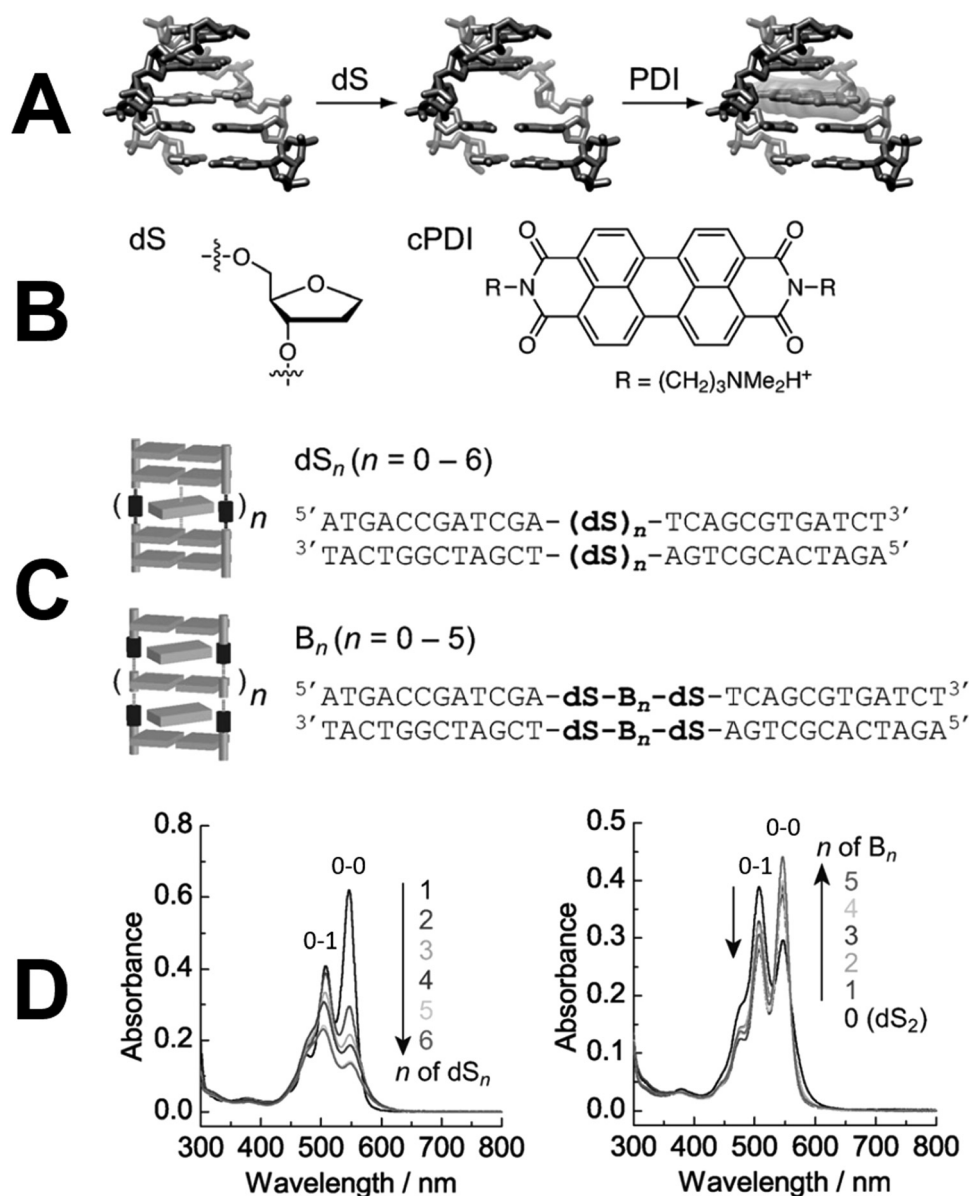 A
dS
PDI
B
dS
O
O
O
cPDI
O
O
R
N
N
R
O
O
R = (CH2)3NMe2H+
C
dSn (n = 0 – 6)
( )n
5′ATGACCGATCGA–(dS)n–TCAGCGTGATCT3′
3′TACTGGCTAGCT–(dS)n–AGTCGCACTAGA5′
Bn (n = 0 – 5)
( )n
5′ATGACCGATCGA–dS–Bn–dS–TCAGCGTGATCT3′
3′TACTGGCTAGCT–dS–Bn–dS–AGTCGCACTAGA5′
D
Absorbance
0.8
0.6
0.4
0.2
0.0
0-0
0-1
1
2
3
4
5
6
n of dSn
300 400 500 600 700 800
Wavelength / nm
Absorbance
0.5
0.4
0.3
0.2
0.1
0.0
0-0
0-1
n of Bn
5
4
3
2
1
0 (dS2)
300 400 500 600 700 800
Wavelength / nm